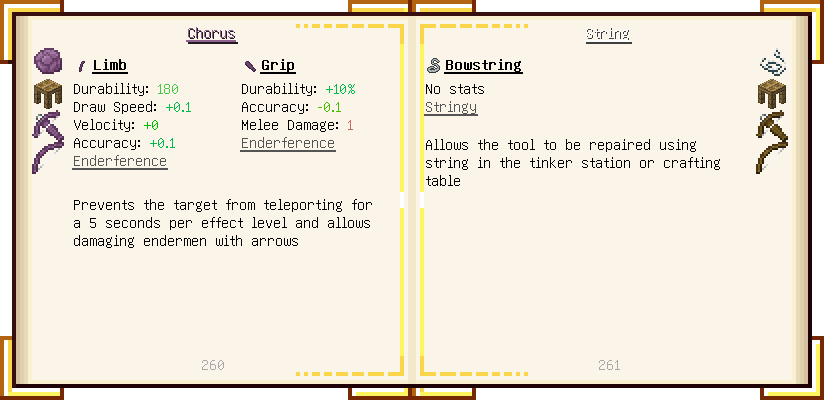 Chorus
Limb
Durability: 180
Draw Speed: +0.1
Velocity: +0
Accuracy: +0.1
Enderference
Grip
Durability: +10%
Accuracy: -0.1
Melee Damage: 1
Enderference
Prevents the target from teleporting for
a 5 seconds per effect level and allows
damaging endermen with arrows
260
String
Bowstring
No stats
Stringy
Allows the tool to be repaired using
string in the tinker station or crafting
table
261